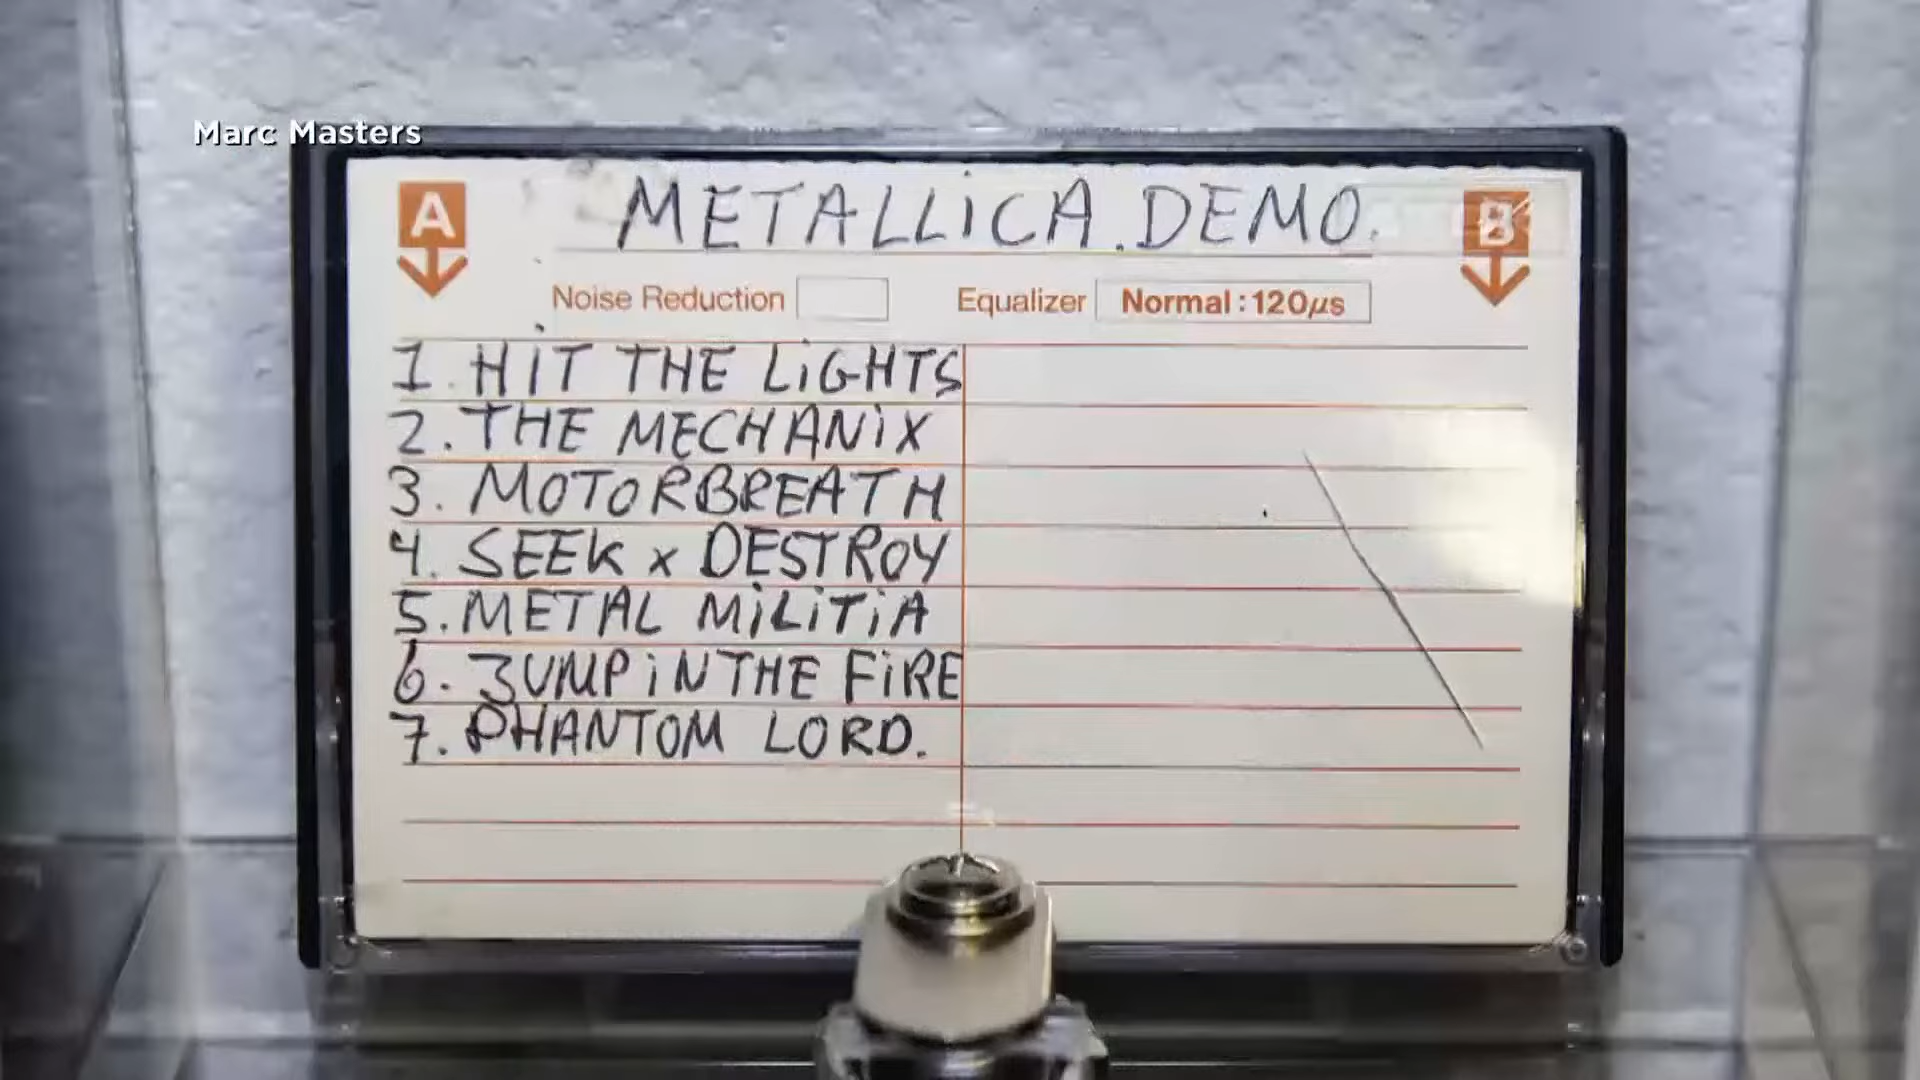 Marc Masters
A METALLiCA.DEMO. B
Noise Reduction Equalizer Normal : 120µs
1. HiT THE LiGHTS
2. THE MECHANiX
3. MOTORBREATH
4. SEEK x DESTROY
5. METAL MiLiTiA
6. JUMP iN THE FiRE
7. PHANTOM LORD.